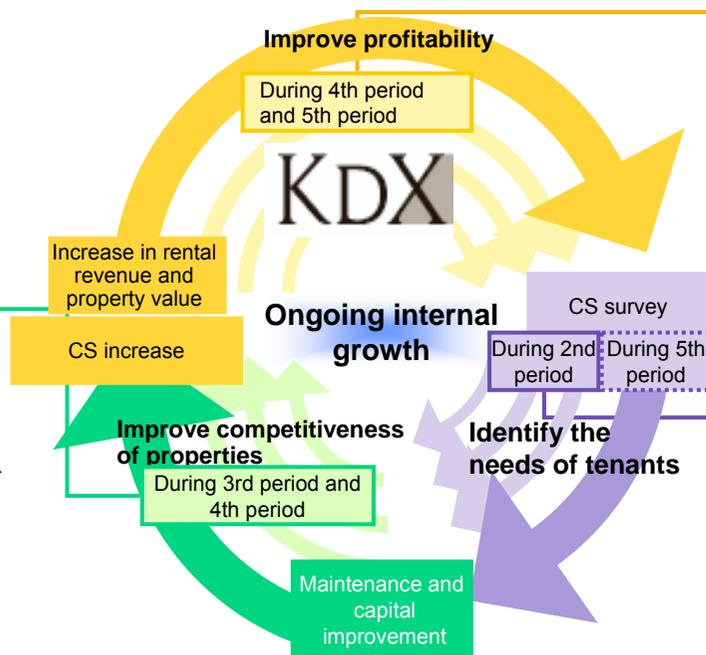 Improve profitability
During 4th period
and 5th period
KDX
Increase in rental
revenue and
property value
CS increase
Ongoing internal
growth
CS survey
During 2nd
period
During 5th
period
Improve competitiveness
of properties
During 3rd period and
4th period
Identify the
needs of tenants
Maintenance and
capital
improvement